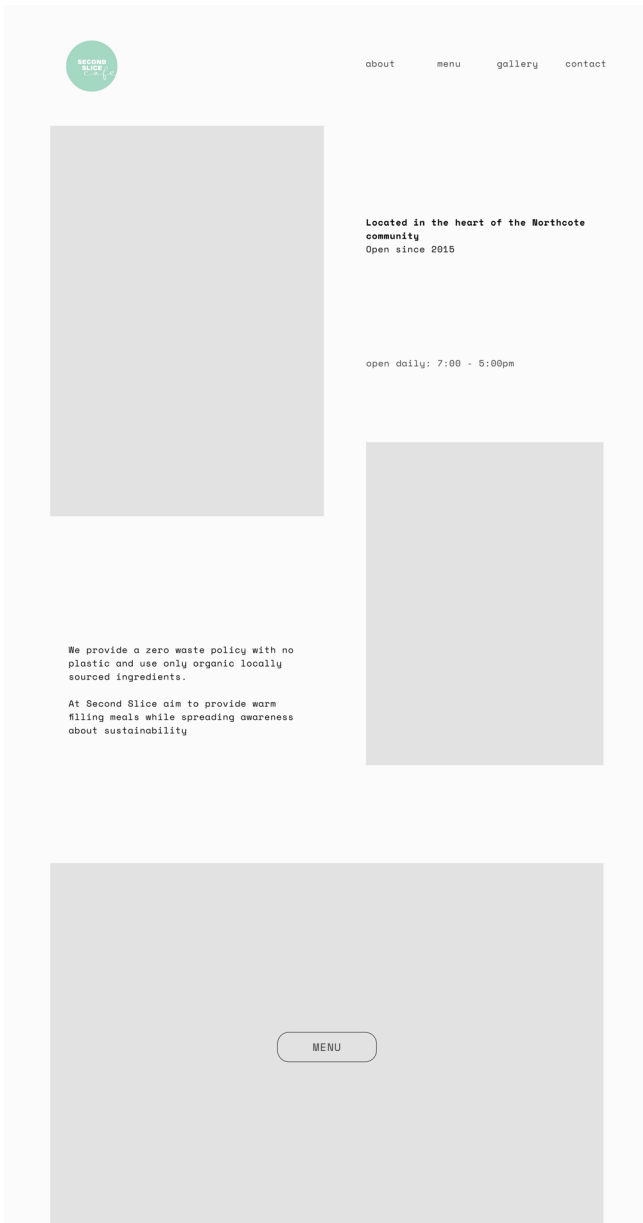 SECOND
SLICE
cafe
about menu gallery contact
Located in the heart of the Northcote
community
Open since 2015
open daily: 7:00 - 5:00pm
We provide a zero waste policy with no
plastic and use only organic locally
sourced ingredients.
At Second Slice aim to provide warm
filling meals while spreading awareness
about sustainability
MENU